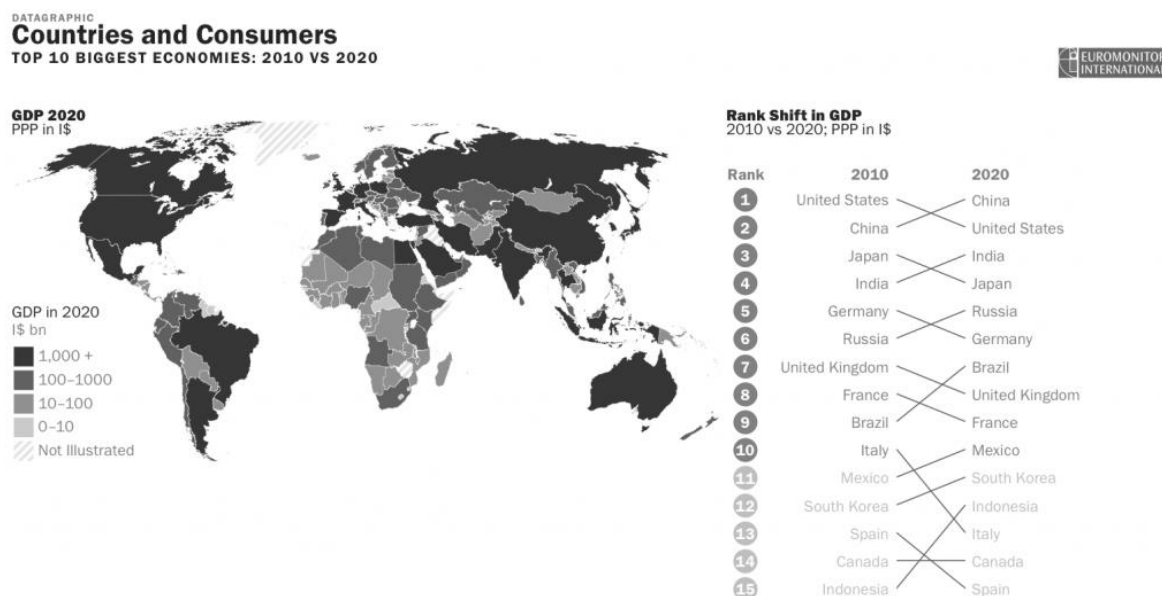 DATAGRAPHIC
Countries and Consumers
TOP 10 BIGGEST ECONOMIES: 2010 VS 2020
EUROMONITOR
INTERNATIONAL
GDP 2020
PPP in I$
GDP in 2020
I$ bn
1,000 +
100–1000
10–100
0–10
Not Illustrated
Rank Shift in GDP
2010 vs 2020; PPP in I$
Rank 2010 2020
1 United States China
2 China United States
3 Japan India
4 India Japan
5 Germany Russia
6 Russia Germany
7 United Kingdom Brazil
8 France United Kingdom
9 Brazil France
10 Italy Mexico
11 Mexico South Korea
12 South Korea Indonesia
13 Spain Italy
14 Canada Canada
15 Indonesia Spain